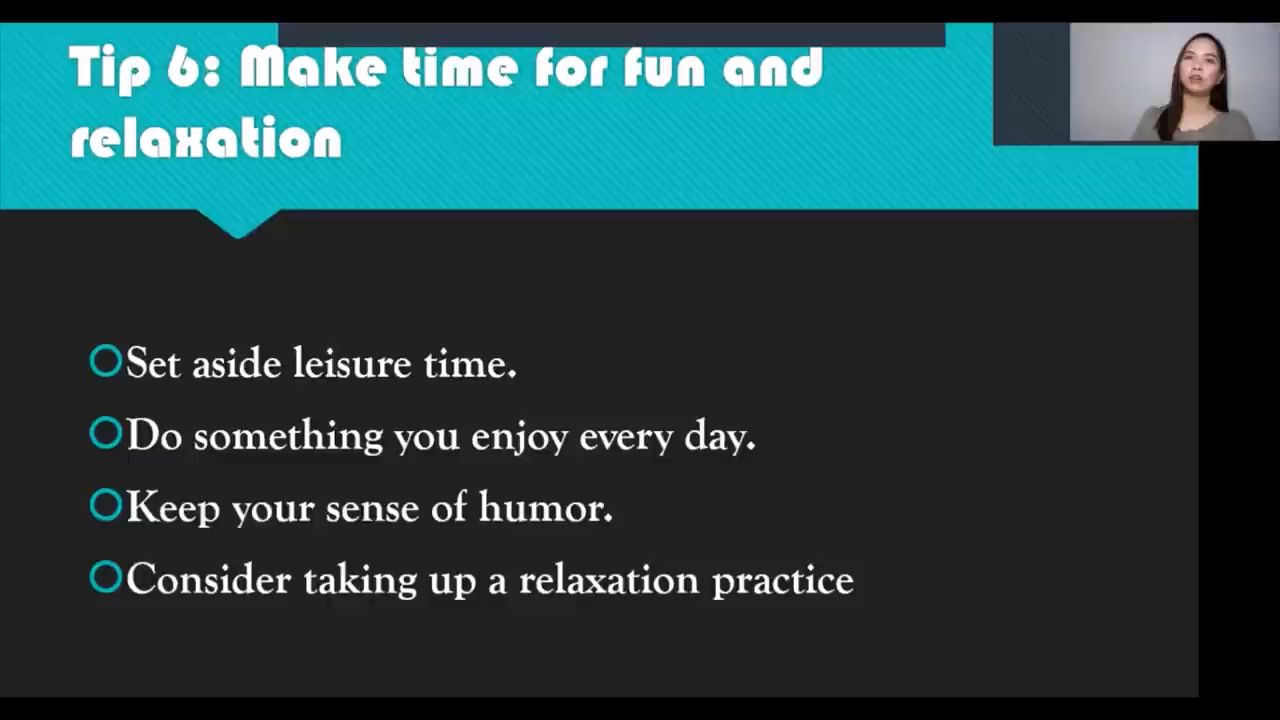 Tip 6: Make time for fun and
relaxation
Set aside leisure time.
Do something you enjoy every day.
Keep your sense of humor.
Consider taking up a relaxation practice